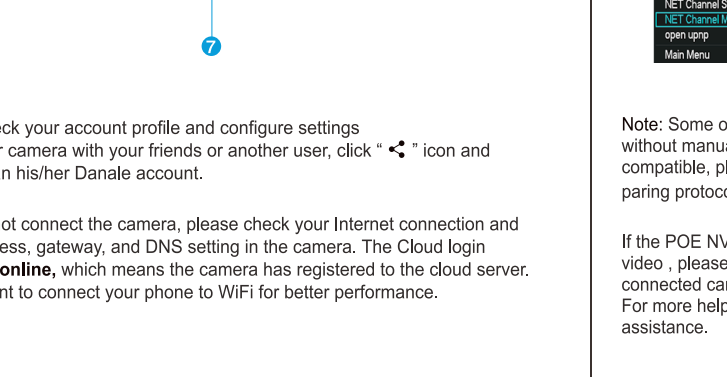 7
ck your account profile and configure settings
camera with your friends or another user, click “ ” icon and
n his/her Danale account.
ot connect the camera, please check your Internet connection and
ess, gateway, and DNS setting in the camera. The Cloud login
online, which means the camera has registered to the cloud server.
nt to connect your phone to WiFi for better performance.
NET Channel S
NET Channel M
open upnp
Main Menu
Note: Some o
without manua
compatible, pl
paring protoco
If the POE NV
video , please
connected car
For more help
assistance.